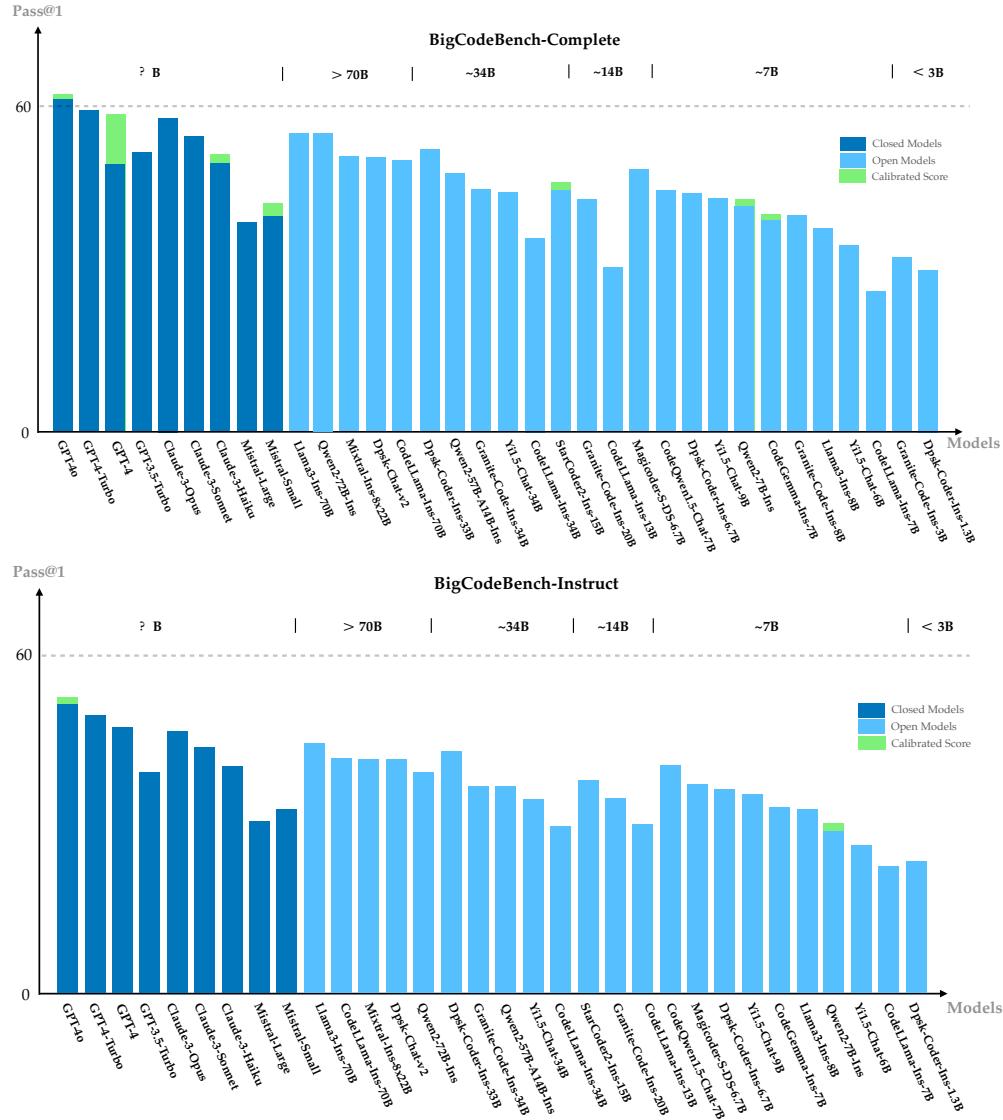 Pass@1
BigCodeBench-Complete
? B
> 70B
~34B
~14B
~7B
< 3B
60
Closed Models
Open Models
Calibrated Score
0
Models
GPT-4o
GPT-4-Turbo
GPT-4
GPT-3.5-Turbo
Claude-3-Opus
Claude-3-Sonnet
Claude-3-Haiku
Mistral-Large
Mistral-Small
Llama3-Ins-70B
Qwen2-72B-Ins
Mixtral-Ins-8x22B
Dpsk-Chat-v2
CodeLLama-Ins-70B
Dpsk-Coder-Ins-33B
Qwen2-57B-A14B-Ins
Granite-Code-Ins-34B
Yi1.5-Chat-34B
CodeLLama-Ins-34B
StarCoder2-Ins-15B
Granite-Code-Ins-20B
CodeLLama-Ins-13B
Magicoder-S-DS-6.7B
CodeQwen1.5-Chat-7B
Dpsk-Coder-Ins-6.7B
Yi1.5-Chat-9B
Qwen2-7B-Ins
CodeGemma-Ins-7B
Granite-Code-Ins-8B
Llama3-Ins-8B
Yi1.5-Chat-6B
CodeLLama-Ins-7B
Granite-Code-Ins-3B
Dpsk-Coder-Ins-1.3B
Pass@1
BigCodeBench-Instruct
? B
> 70B
~34B
~14B
~7B
< 3B
60
Closed Models
Open Models
Calibrated Score
0
Models
GPT-4o
GPT-4-Turbo
GPT-4
GPT-3.5-Turbo
Claude-3-Opus
Claude-3-Sonnet
Claude-3-Haiku
Mistral-Large
Mistral-Small
Llama3-Ins-70B
CodeLLama-Ins-70B
Mixtral-Ins-8x22B
Dpsk-Chat-v2
Qwen2-72B-Ins
Dpsk-Coder-Ins-33B
Granite-Code-Ins-34B
Qwen2-57B-A14B-Ins
Yi1.5-Chat-34B
CodeLLama-Ins-34B
StarCoder2-Ins-15B
Granite-Code-Ins-20B
CodeLLama-Ins-13B
CodeQwen1.5-Chat-7B
Magicoder-S-DS-6.7B
Dpsk-Coder-Ins-6.7B
Yi1.5-Chat-9B
CodeGemma-Ins-7B
Llama3-Ins-8B
Qwen2-7B-Ins
Yi1.5-Chat-6B
CodeLLama-Ins-7B
Dpsk-Coder-Ins-1.3B